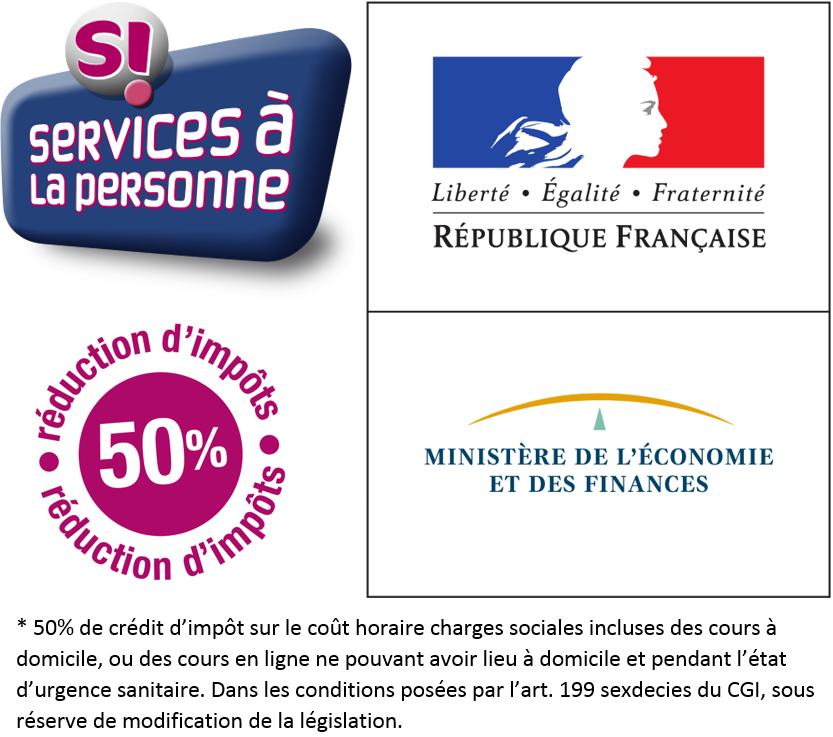 SI!
SERVICES À
LA PERSONNE
Liberté • Égalité • Fraternité
RÉPUBLIQUE FRANÇAISE
réduction d’impôts
50%
réduction d’impôts
MINISTÈRE DE L’ÉCONOMIE
ET DES FINANCES
* 50% de crédit d’impôt sur le coût horaire charges sociales incluses des cours à
domicile, ou des cours en ligne ne pouvant avoir lieu à domicile et pendant l’état
d’urgence sanitaire. Dans les conditions posées par l’art. 199 sexdecies du CGI, sous
réserve de modification de la législation.